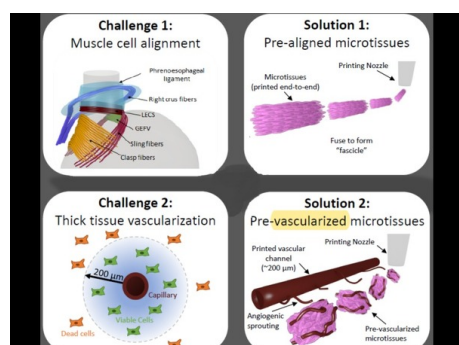 Challenge 1:
Muscle cell alignment
Phrenoesophageal
ligament
Right crus fibers
LECS
GEPV
Sling fibers
Clasp fibers
Solution 1:
Pre-aligned microtissues
Printing Nozzle
Microtissues
(printed end-to-end)
Fuse to form
"fascicle"
Challenge 2:
Thick tissue vascularization
200 µm
Capillary
Viable Cells
Dead cells
Solution 2:
Pre-vascularized microtissues
Printing Nozzle
Printed vascular
channel
(~200 µm)
Angiogenic
sprouting
Pre-vascularized
microtissues